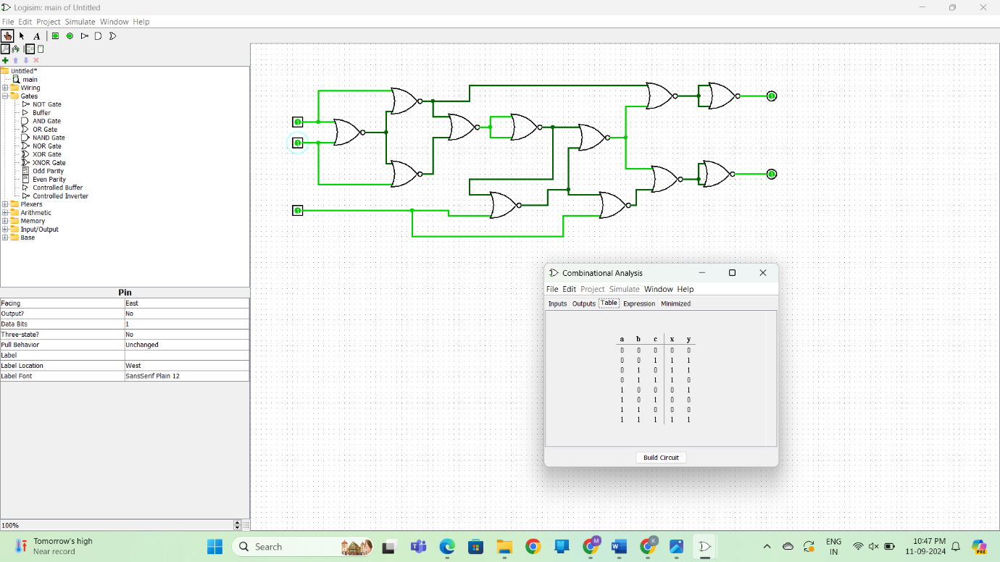 Logisim: main of Untitled
File Edit Project Simulate Window Help
A
Untitled*
main
Wiring
Gates
NOT Gate
Buffer
AND Gate
OR Gate
NAND Gate
NOR Gate
XOR Gate
XNOR Gate
Odd Parity
Even Parity
Controlled Buffer
Controlled Inverter
Plexers
Arithmetic
Memory
Input/Output
Base
Pin
Facing East
Output? No
Data Bits 1
Three-state? No
Pull Behavior Unchanged
Label
Label Location West
Label Font SansSerif Plain 12
100%
1
1
1
1
1
Combinational Analysis
File Edit Project Simulate Window Help
Inputs Outputs Table Expression Minimized
a b c x y
0 0 0 0 0
0 0 1 1 1
0 1 0 1 1
0 1 1 1 0
1 0 0 0 1
1 0 1 0 0
1 1 0 0 0
1 1 1 1 1
Build Circuit
Tomorrow's high
Near record
Search
M
K
ENG
IN
10:47 PM
11-09-2024
PRE